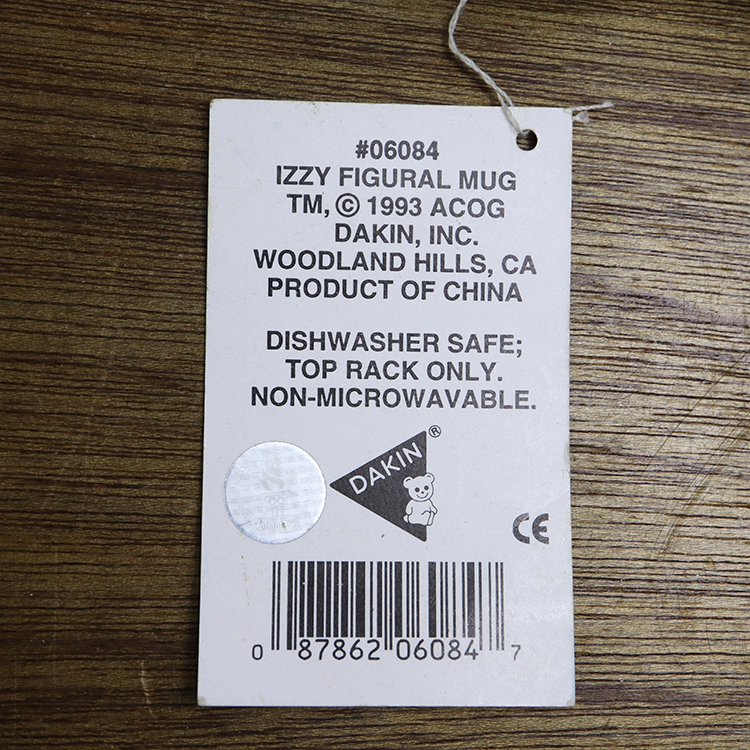 #06084
IZZY FIGURAL MUG
TM, © 1993 ACOG
DAKIN, INC.
WOODLAND HILLS, CA
PRODUCT OF CHINA
DISHWASHER SAFE;
TOP RACK ONLY.
NON-MICROWAVABLE.
DAKIN ®
CE
0 87862 06084 7